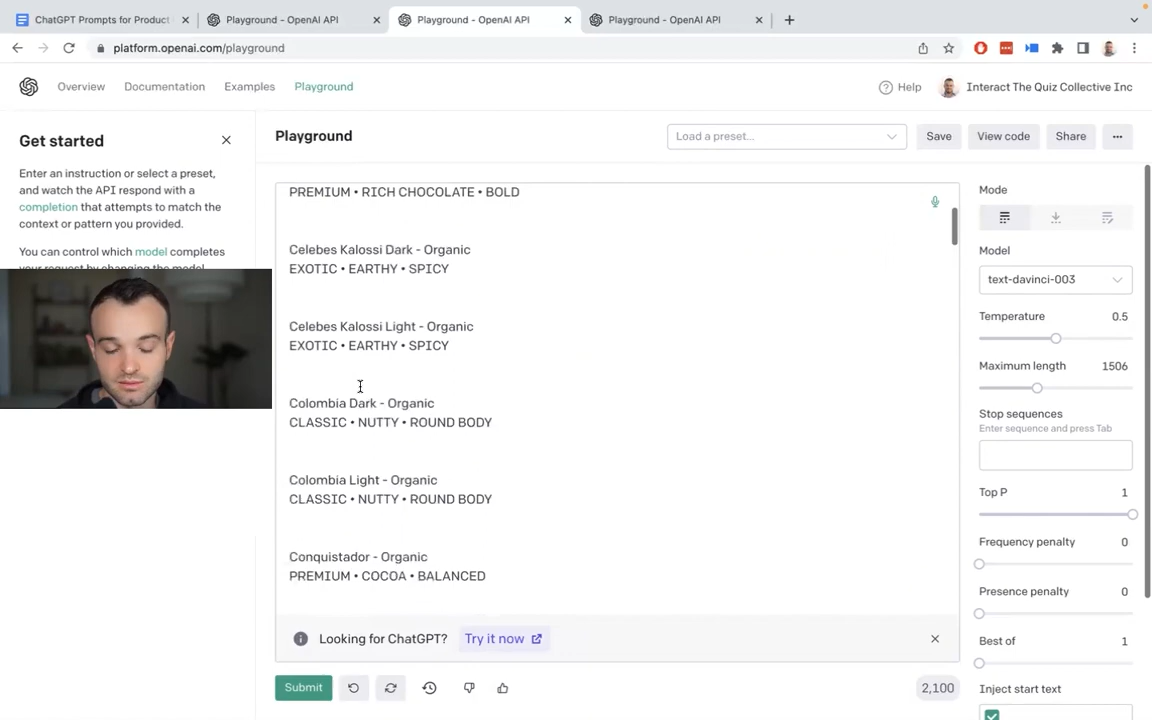 ChatGPT Prompts for Product
Playground - OpenAI API
Playground - OpenAI API
Playground - OpenAI API
platform.openai.com/playground
Overview
Documentation
Examples
Playground
Help
Interact The Quiz Collective Inc
Get started
Enter an instruction or select a preset,
and watch the API respond with a
completion that attempts to match the
context or pattern you provided.
You can control which model completes
your request by changing the model.
Playground
Load a preset...
Save
View code
Share
PREMIUM • RICH CHOCOLATE • BOLD
Celebes Kalossi Dark - Organic
EXOTIC • EARTHY • SPICY
Celebes Kalossi Light - Organic
EXOTIC • EARTHY • SPICY
Colombia Dark - Organic
CLASSIC • NUTTY • ROUND BODY
Colombia Light - Organic
CLASSIC • NUTTY • ROUND BODY
Conquistador - Organic
PREMIUM • COCOA • BALANCED
Looking for ChatGPT? Try it now
Submit
2,100
Mode
Model
text-davinci-003
Temperature 0.5
Maximum length 1506
Stop sequences
Enter sequence and press Tab
Top P 1
Frequency penalty 0
Presence penalty 0
Best of 1
Inject start text